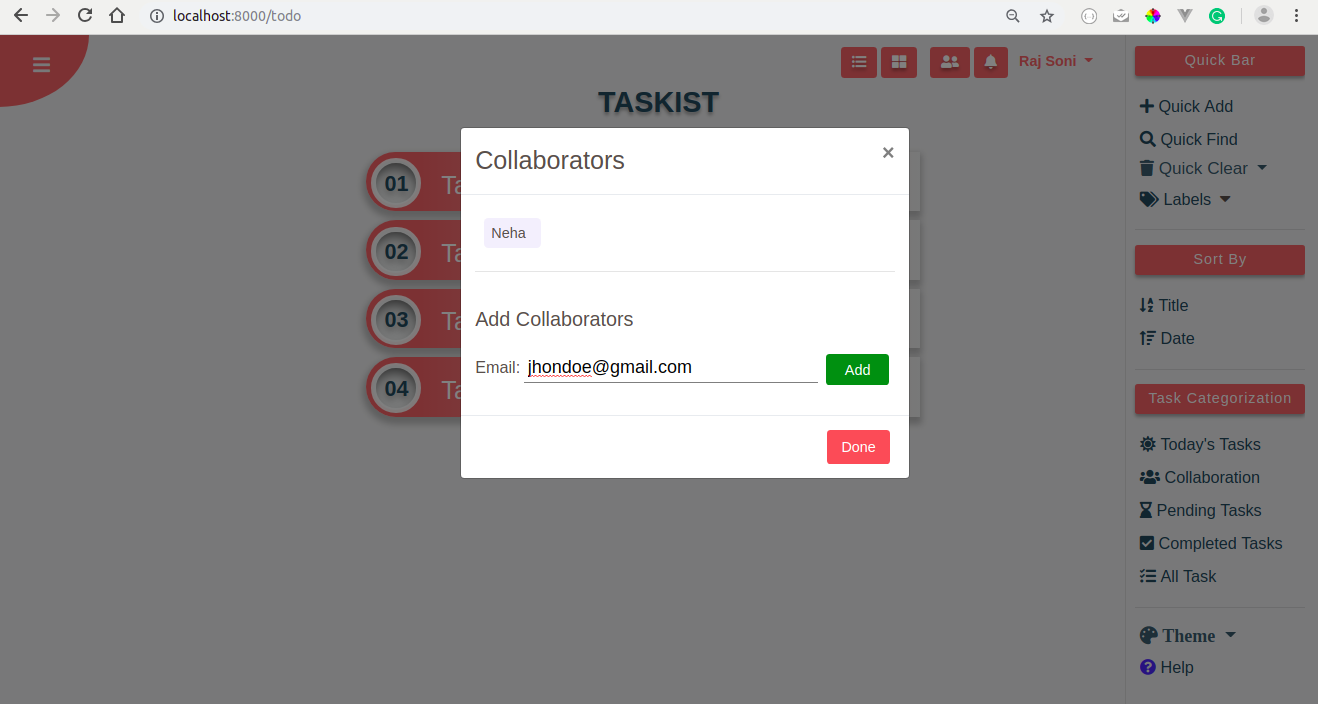 localhost:8000/todo
Raj Soni
Quick Bar
TASKIST
Quick Add
Quick Find
Quick Clear
Labels
01 Ta
02 Ta
03 Ta
04 Ta
Collaborators ×
Neha
Add Collaborators
Email: jhondoe@gmail.com Add
Done
Sort By
Title
Date
Task Categorization
Today's Tasks
Collaboration
Pending Tasks
Completed Tasks
All Task
Theme
Help